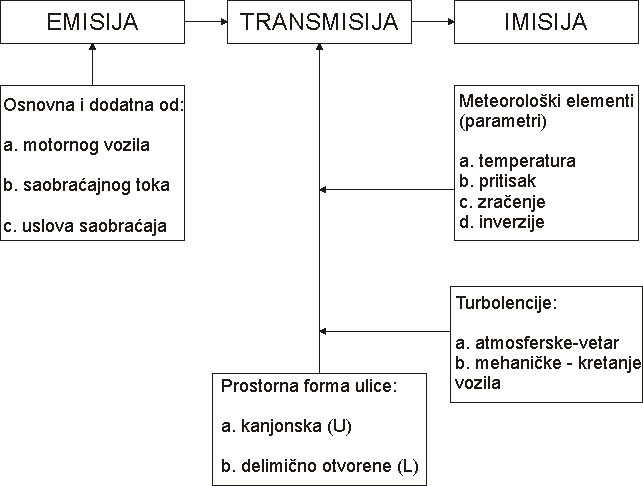 EMISIJA
TRANSMISIJA
IMISIJA
Osnovna i dodatna od:
a. motornog vozila
b. saobraćajnog toka
c. uslova saobraćaja
Meteorološki elementi
(parametri)
a. temperatura
b. pritisak
c. zračenje
d. inverzije
Turbolencije:
a. atmosferske-vetar
b. mehaničke - kretanje
vozila
Prostorna forma ulice:
a. kanjonska (U)
b. delimično otvorene (L)